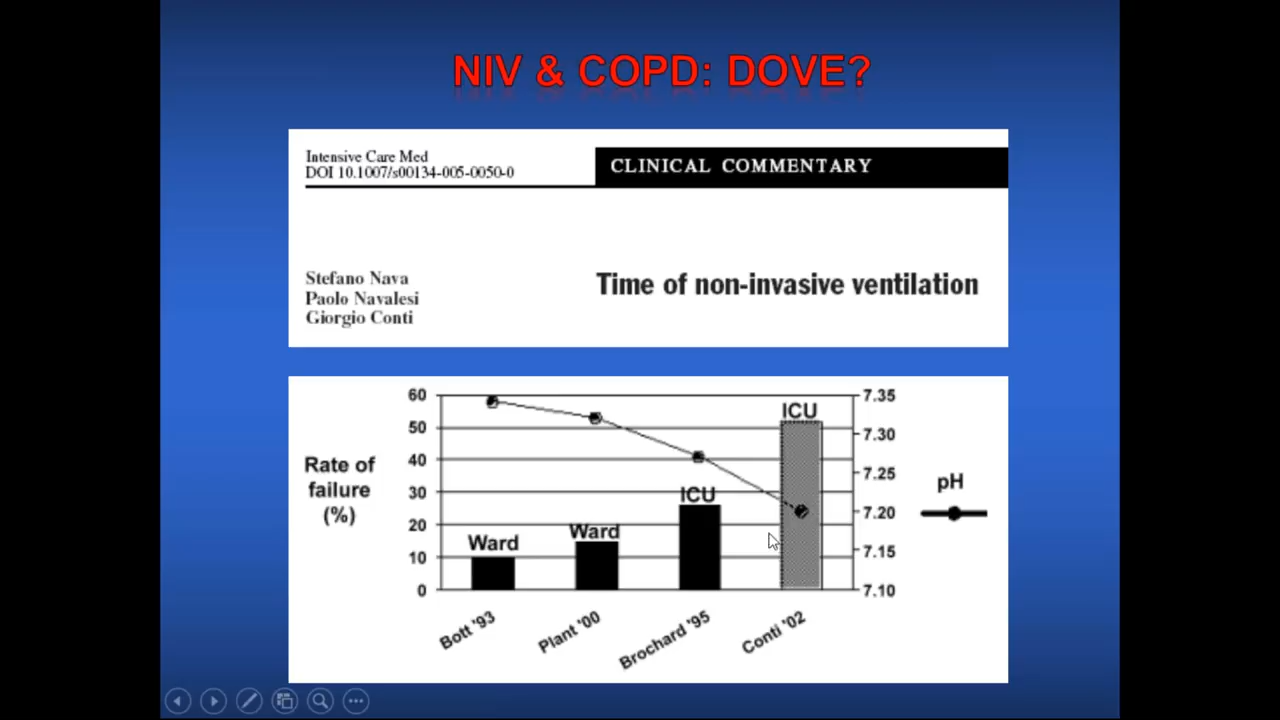 NIV & COPD: DOVE?
Intensive Care Med
DOI 10.1007/s00134-005-0050-0
CLINICAL COMMENTARY
Stefano Nava
Paolo Navalesi
Giorgio Conti
Time of non-invasive ventilation
Rate of
failure
(%)
60
50
40
30
20
10
0
Ward
Ward
ICU
ICU
7.35
7.30
7.25
7.20
7.15
7.10
pH
Bott '93
Plant '00
Brochard '95
Conti '02